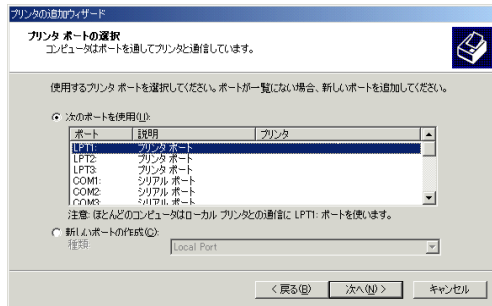 プリンタの追加ウィザード
プリンタ ポートの選択
コンピュータはポートを通してプリンタと通信しています。
使用するプリンタ ポートを選択してください。ポートが一覧にない場合、新しいポートを追加してください。
次のポートを使用(U):
ポート 説明 プリンタ
LPT1: プリンタ ポート
LPT2: プリンタ ポート
LPT3: プリンタ ポート
COM1: シリアル ポート
COM2: シリアル ポート
COM3: シリアル ポート
注意: ほとんどのコンピュータはローカル プリンタとの通信に LPT1: ポートを使います。
新しいポートの作成(C):
種類: Local Port
< 戻る(B) 次へ(N) > キャンセル